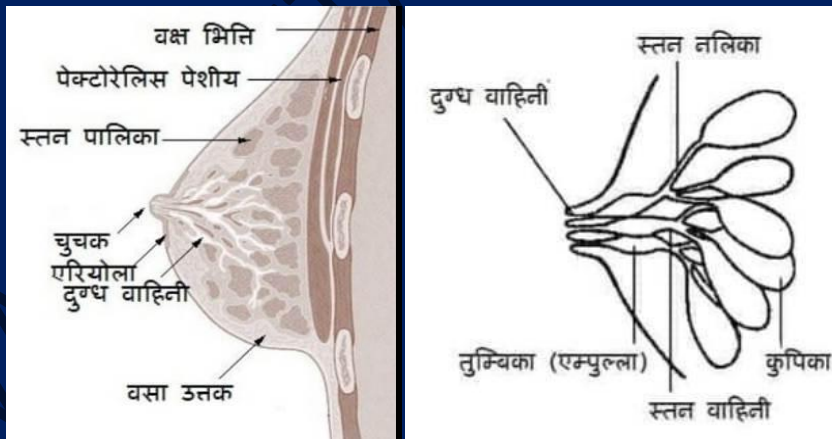 वक्ष भित्ति
पेक्टोरेलिस पेशीय
स्तन पालिका
चुचक
एरियोला
दुग्ध वाहिनी
वसा उत्तक
स्तन नलिका
दुग्ध वाहिनी
तुम्बिका (एम्पुल्ला)
कुपिका
स्तन वाहिनी